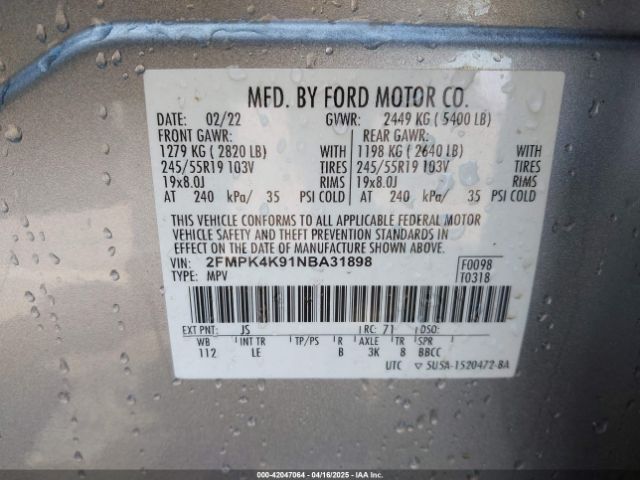 MFD. BY FORD MOTOR CO.
DATE: 02/22 GVWR: 2449 KG ( 5400 LB)
FRONT GAWR: REAR GAWR:
1279 KG ( 2820 LB) WITH 1198 KG ( 2640 LB) WITH
245/55R19 103V TIRES 245/55R19 103V TIRES
19x8.0J RIMS 19x8.0J RIMS
AT 240 kPa/ 35 PSI COLD AT 240 kPa/ 35 PSI COLD
THIS VEHICLE CONFORMS TO ALL APPLICABLE FEDERAL MOTOR
VEHICLE SAFETY AND THEFT PREVENTION STANDARDS IN
EFFECT ON THE DATE OF MANUFACTURE SHOWN ABOVE.
VIN: 2FMPK4K91NBA31898 F0098
TYPE: MPV T0318
EXT PNT: JS RC: 71 DSO:
WB INT TR TP/PS R AXLE TR SPR
112 LE B 3K 8 BBCC
UTC ▽ SU5A-1520472-BA
000-42047064 - 04/16/2025 - IAA Inc.